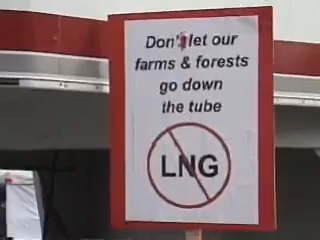 Don't let our
farms & forests
go down
the tube
LNG